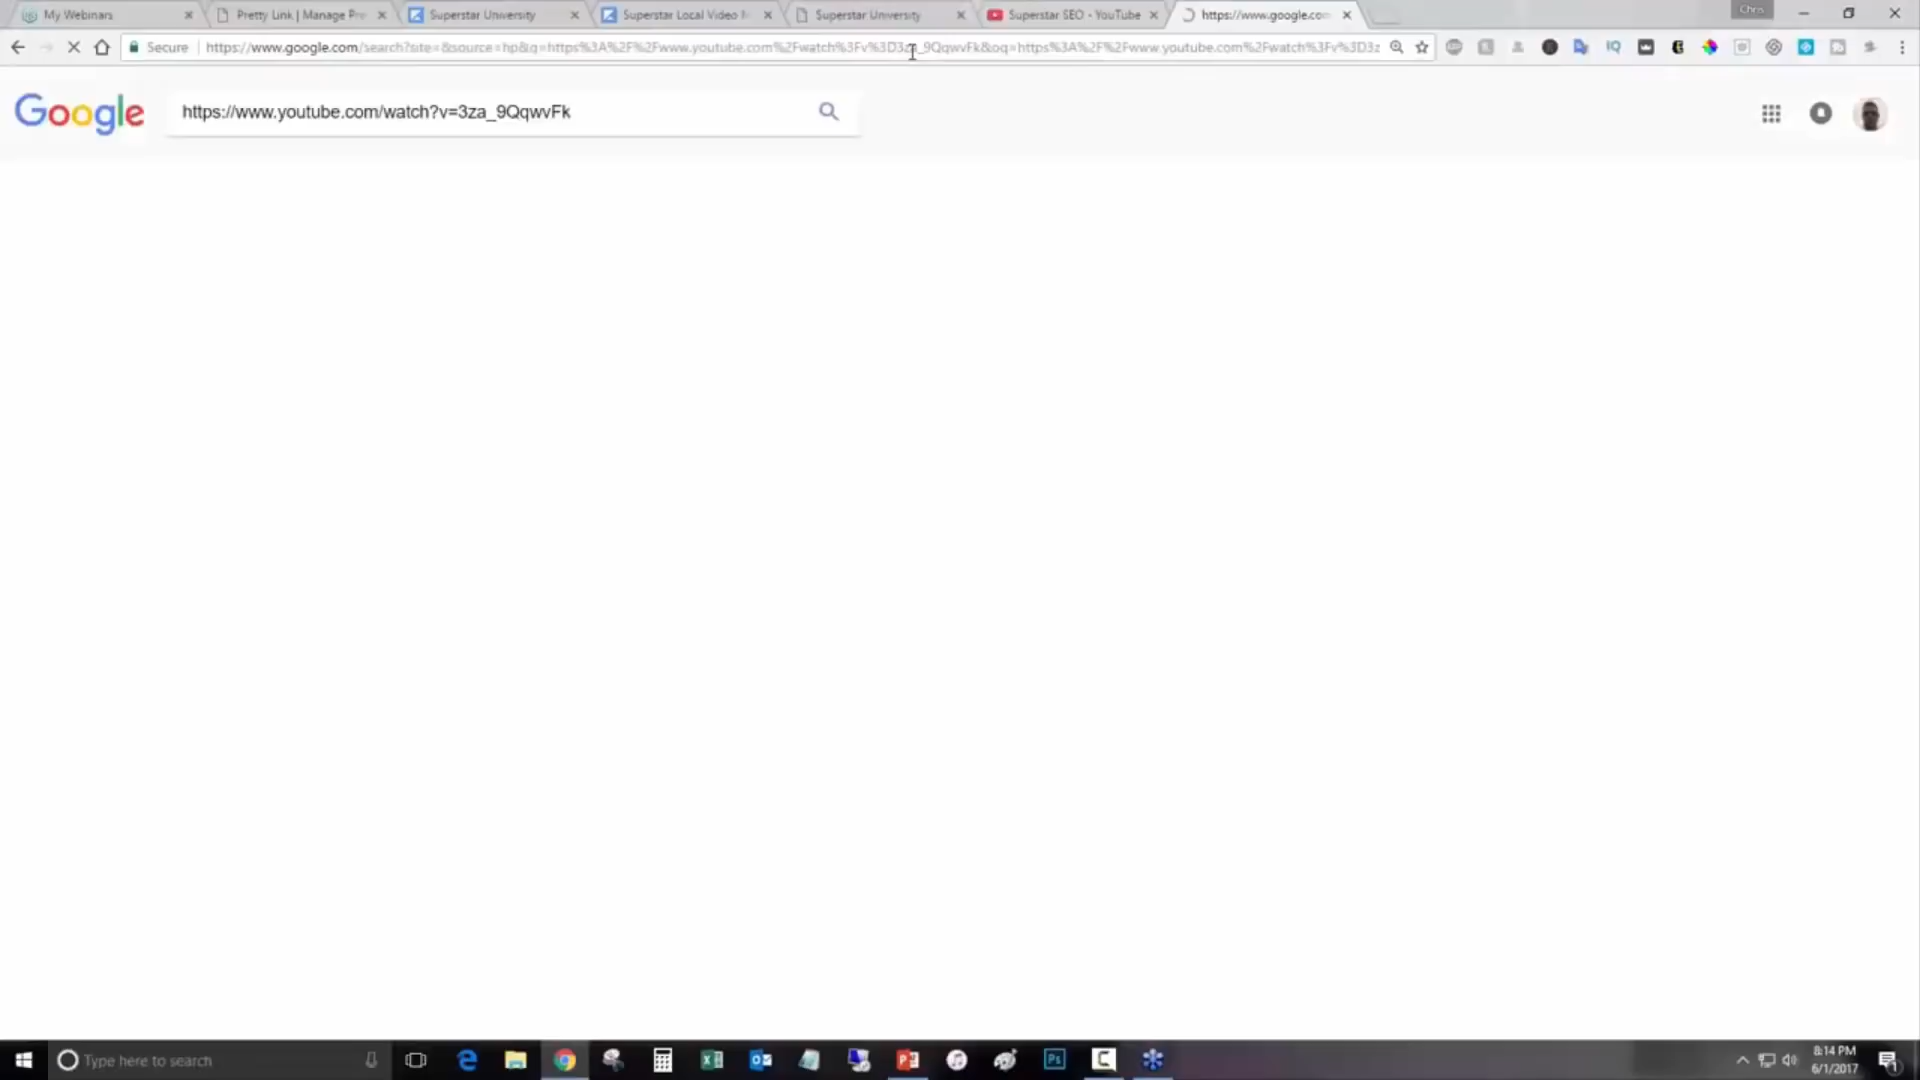 My Webinars
Pretty Link | Manage Pre
Superstar University
Superstar Local Video
Superstar University
Superstar SEO - YouTube
https://www.google.com
Chris
Secure
https://www.google.com/search?site=&source=hp&q=https%3A%2F%2Fwww.youtube.com%2Fwatch%3Fv%3D3za_9QqwvFk&oq=https%3A%2F%2Fwww.youtube.com%2Fwatch%3Fv%3D3z
Google
https://www.youtube.com/watch?v=3za_9QqwvFk
Type here to search
8:14 PM
6/1/2017